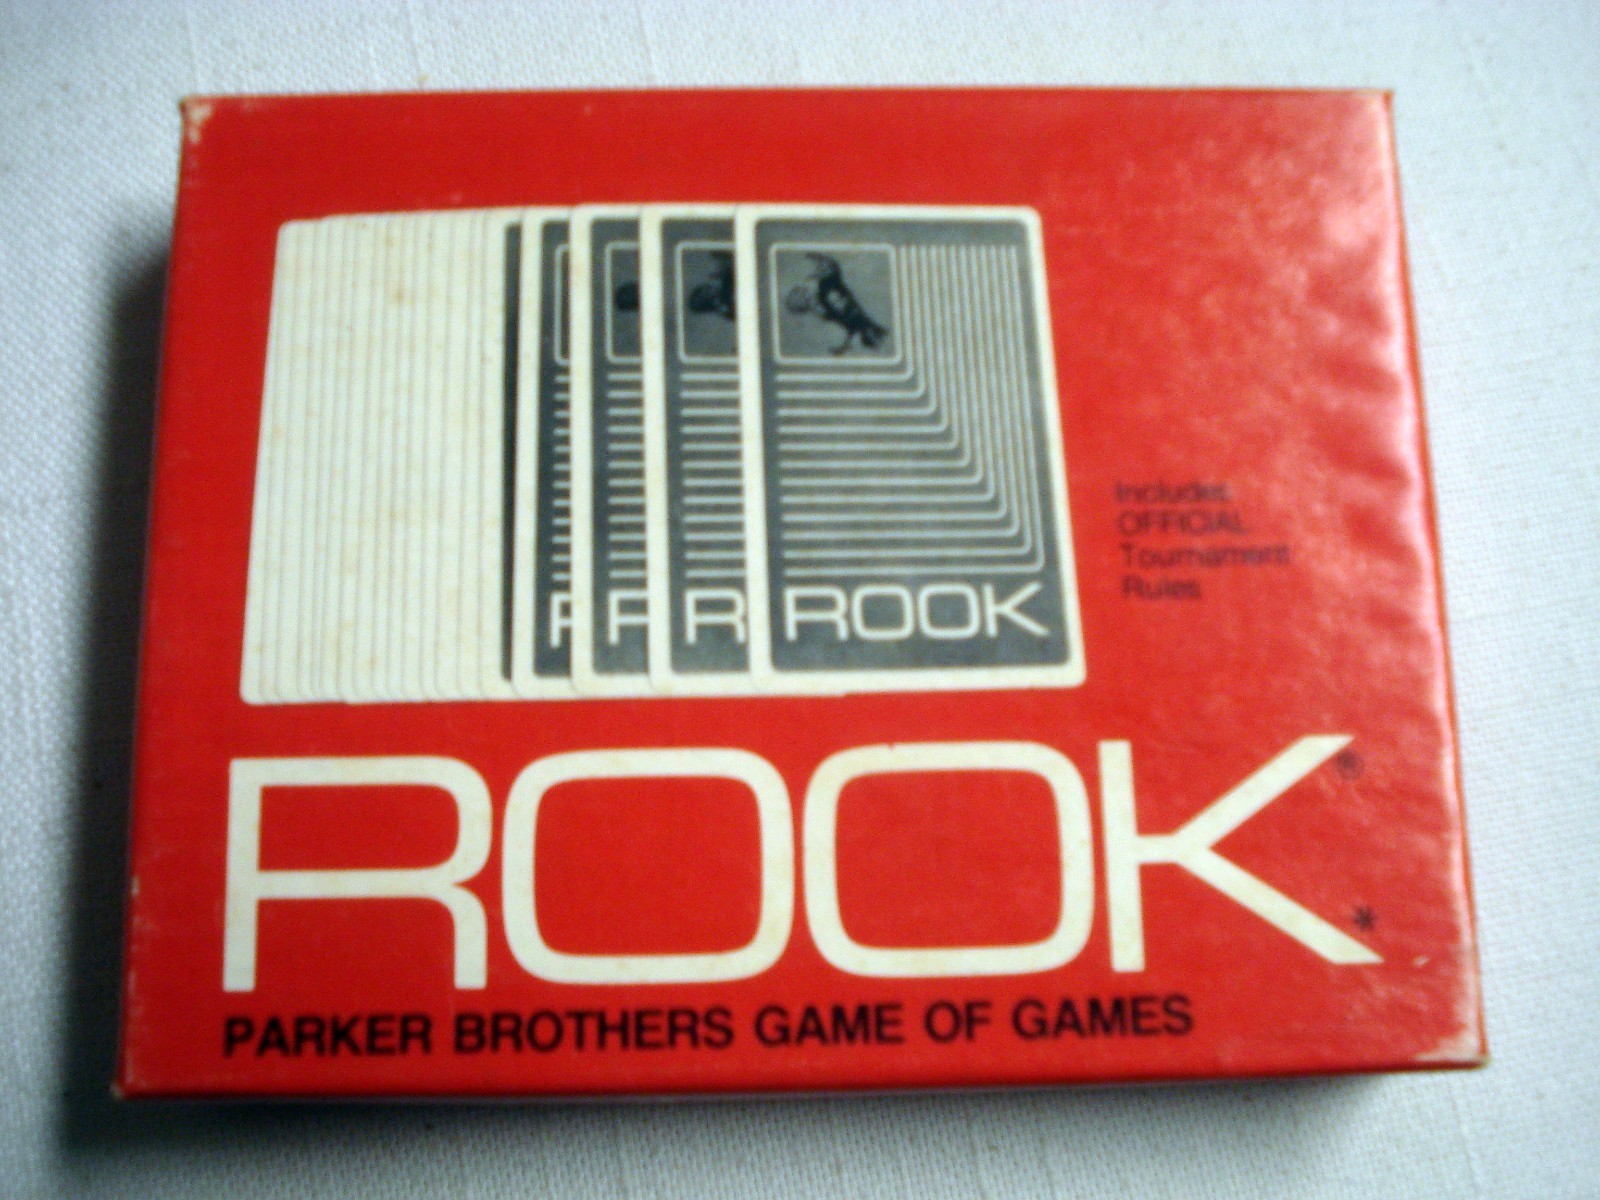 R R R ROOK
Includes
OFFICIAL
Tournament
Rules
ROOK®
*
PARKER BROTHERS GAME OF GAMES